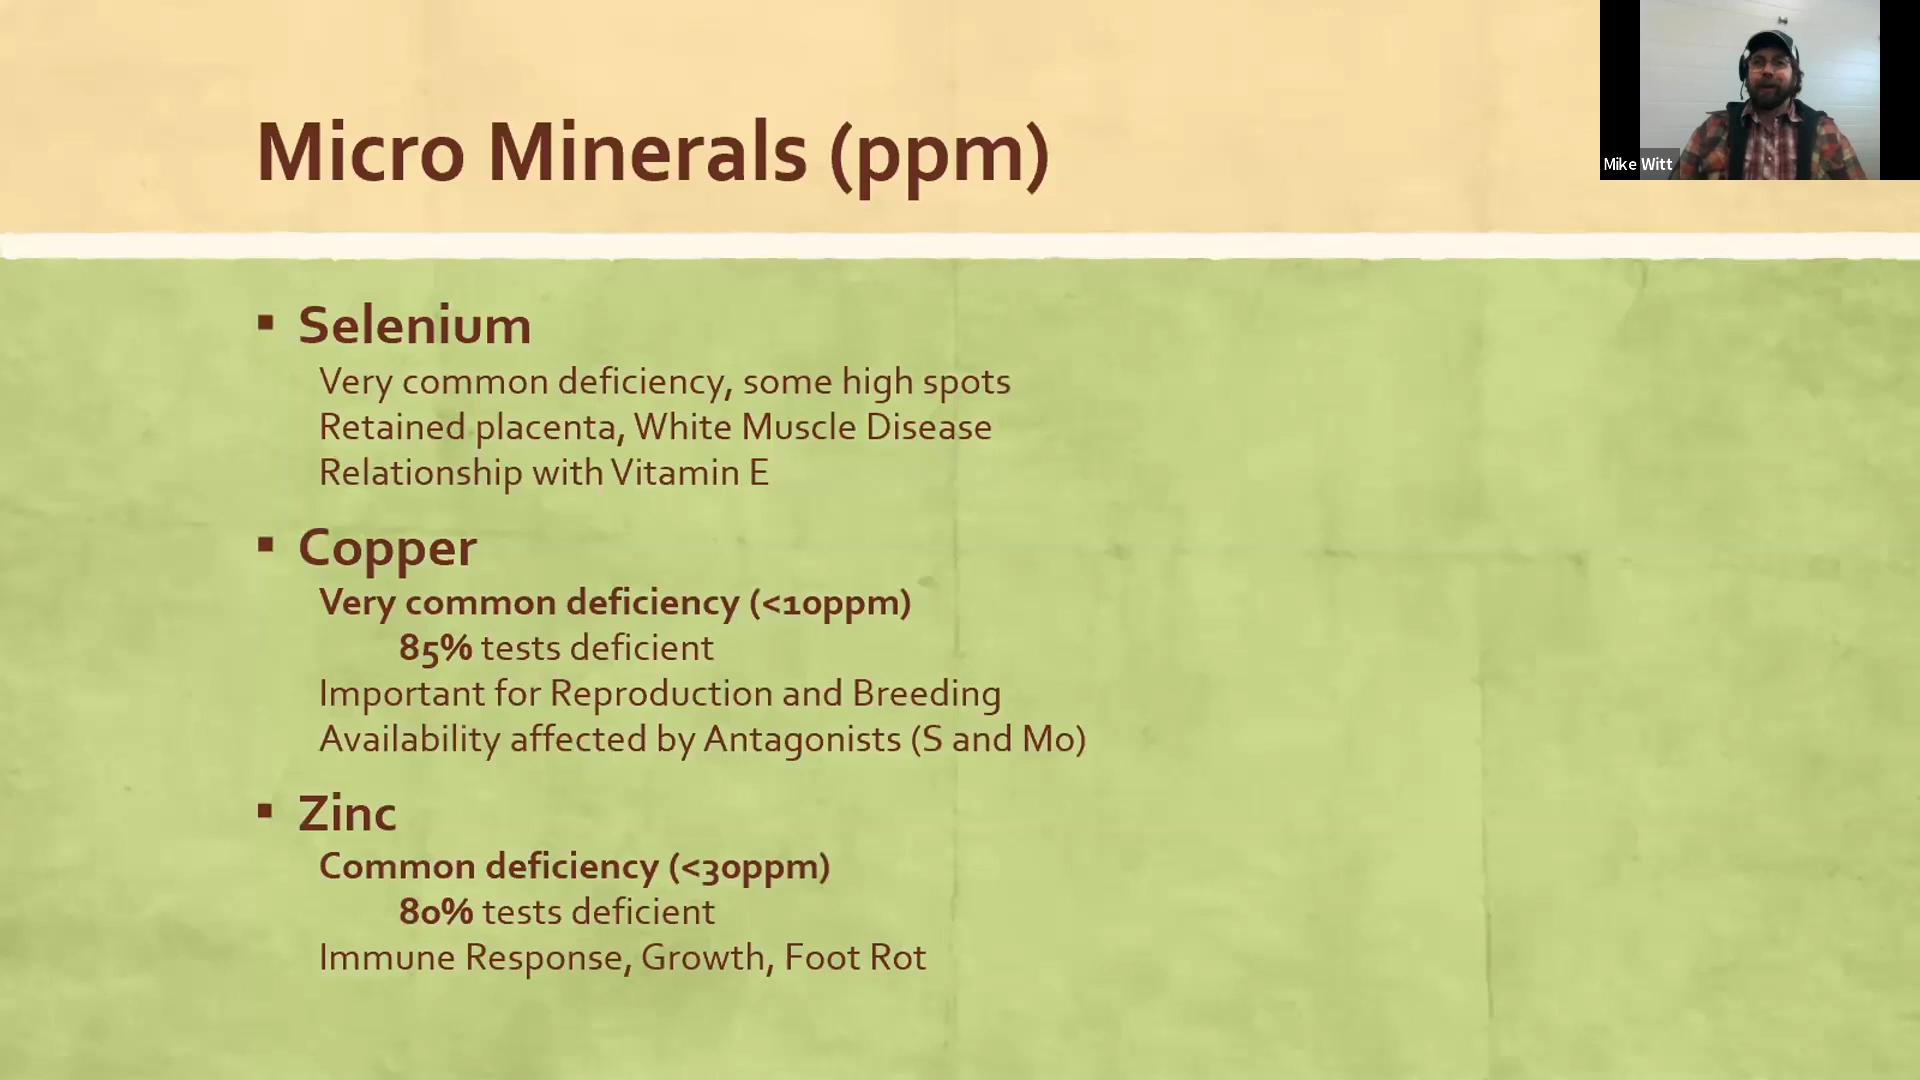 Micro Minerals (ppm)
Mike Witt
▪ Selenium
Very common deficiency, some high spots
Retained placenta, White Muscle Disease
Relationship with Vitamin E
▪ Copper
Very common deficiency (<10ppm)
85% tests deficient
Important for Reproduction and Breeding
Availability affected by Antagonists (S and Mo)
▪ Zinc
Common deficiency (<30ppm)
80% tests deficient
Immune Response, Growth, Foot Rot